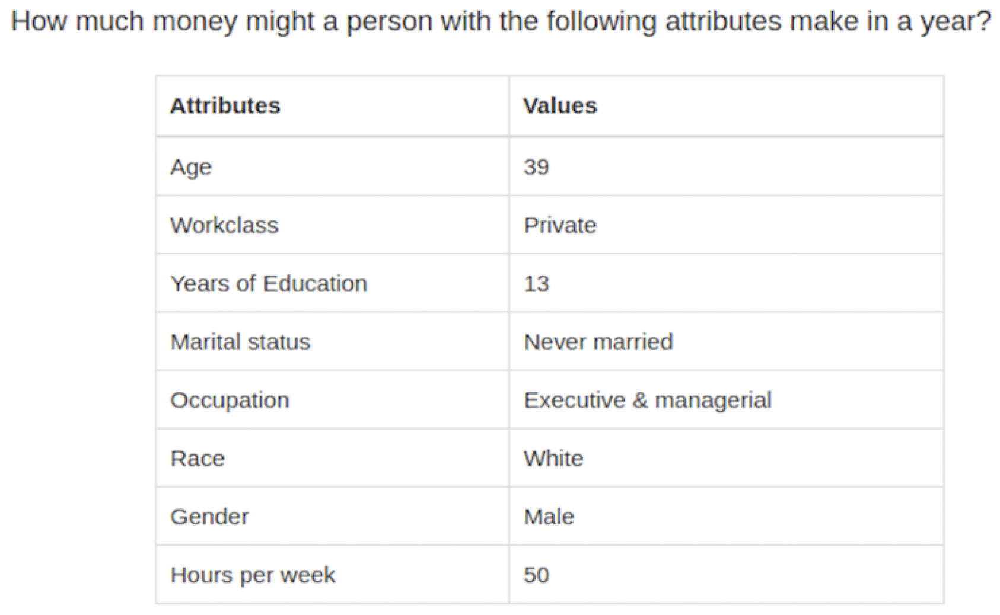 How much money might a person with the following attributes make in a year?
Attributes Values
Age 39
Workclass Private
Years of Education 13
Marital status Never married
Occupation Executive & managerial
Race White
Gender Male
Hours per week 50